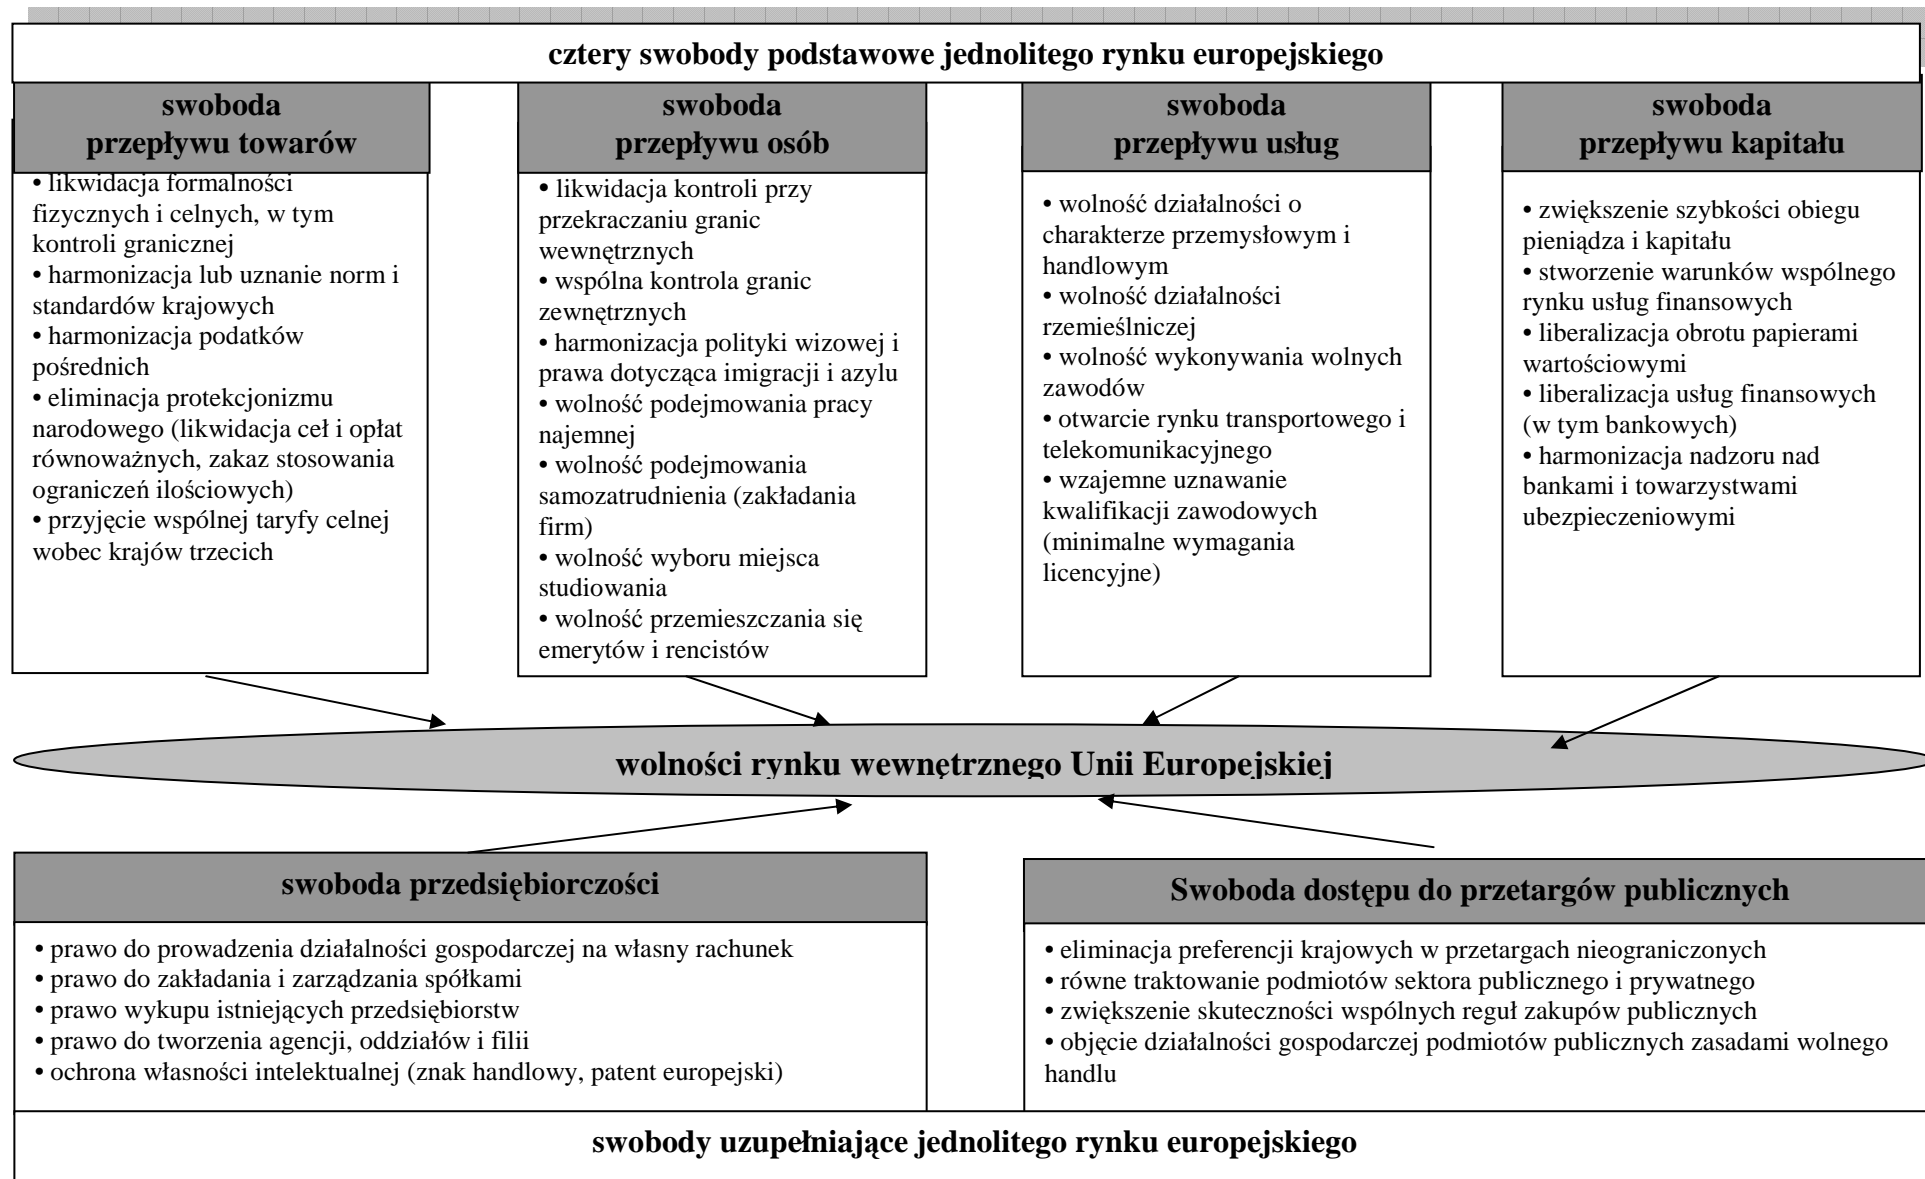 cztery swobody podstawowe jednolitego rynku europejskiego
swoboda
przepływu towarów
• likwidacja formalności
fizycznych i celnych, w tym
kontroli granicznej
• harmonizacja lub uznanie norm i
standardów krajowych
• harmonizacja podatków
pośrednich
• eliminacja protekcjonizmu
narodowego (likwidacja ceł i opłat
równoważnych, zakaz stosowania
ograniczeń ilościowych)
• przyjęcie wspólnej taryfy celnej
wobec krajów trzecich
swoboda
przepływu osób
• likwidacja kontroli przy
przekraczaniu granic
wewnętrznych
• wspólna kontrola granic
zewnętrznych
• harmonizacja polityki wizowej i
prawa dotycząca imigracji i azylu
• wolność podejmowania pracy
najemnej
• wolność podejmowania
samozatrudnienia (zakładania
firm)
• wolność wyboru miejsca
studiowania
• wolność przemieszczania się
emerytów i rencistów
swoboda
przepływu usług
• wolność działalności o
charakterze przemysłowym i
handlowym
• wolność działalności
rzemieślniczej
• wolność wykonywania wolnych
zawodów
• otwarcie rynku transportowego i
telekomunikacyjnego
• wzajemne uznawanie
kwalifikacji zawodowych
(minimalne wymagania
licencyjne)
swoboda
przepływu kapitału
• zwiększenie szybkości obiegu
pieniądza i kapitału
• stworzenie warunków wspólnego
rynku usług finansowych
• liberalizacja obrotu papierami
wartościowymi
• liberalizacja usług finansowych
(w tym bankowych)
• harmonizacja nadzoru nad
bankami i towarzystwami
ubezpieczeniowymi
wolności rynku wewnętrznego Unii Europejskiej
swoboda przedsiębiorczości
• prawo do prowadzenia działalności gospodarczej na własny rachunek
• prawo do zakładania i zarządzania spółkami
• prawo wykupu istniejących przedsiębiorstw
• prawo do tworzenia agencji, oddziałów i filii
• ochrona własności intelektualnej (znak handlowy, patent europejski)
Swoboda dostępu do przetargów publicznych
• eliminacja preferencji krajowych w przetargach nieograniczonych
• równe traktowanie podmiotów sektora publicznego i prywatnego
• zwiększenie skuteczności wspólnych reguł zakupów publicznych
• objęcie działalności gospodarczej podmiotów publicznych zasadami wolnego
handlu
swobody uzupełniające jednolitego rynku europejskiego